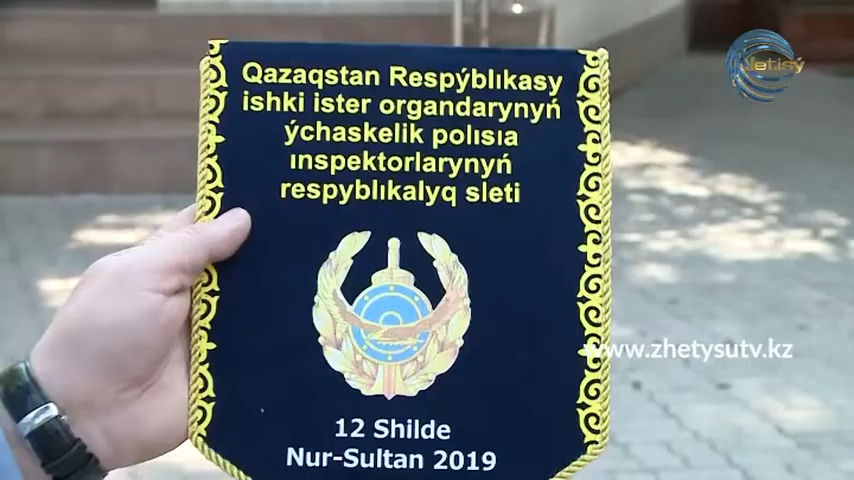 Jetisý
Qazaqstan Respýblıkasy
ishki ister organdarynyń
ýchaskelik polısıa
ınspektorlarynyń
respyblıkalyq sleti
www.zhetysutv.kz
12 Shilde
Nur-Sultan 2019